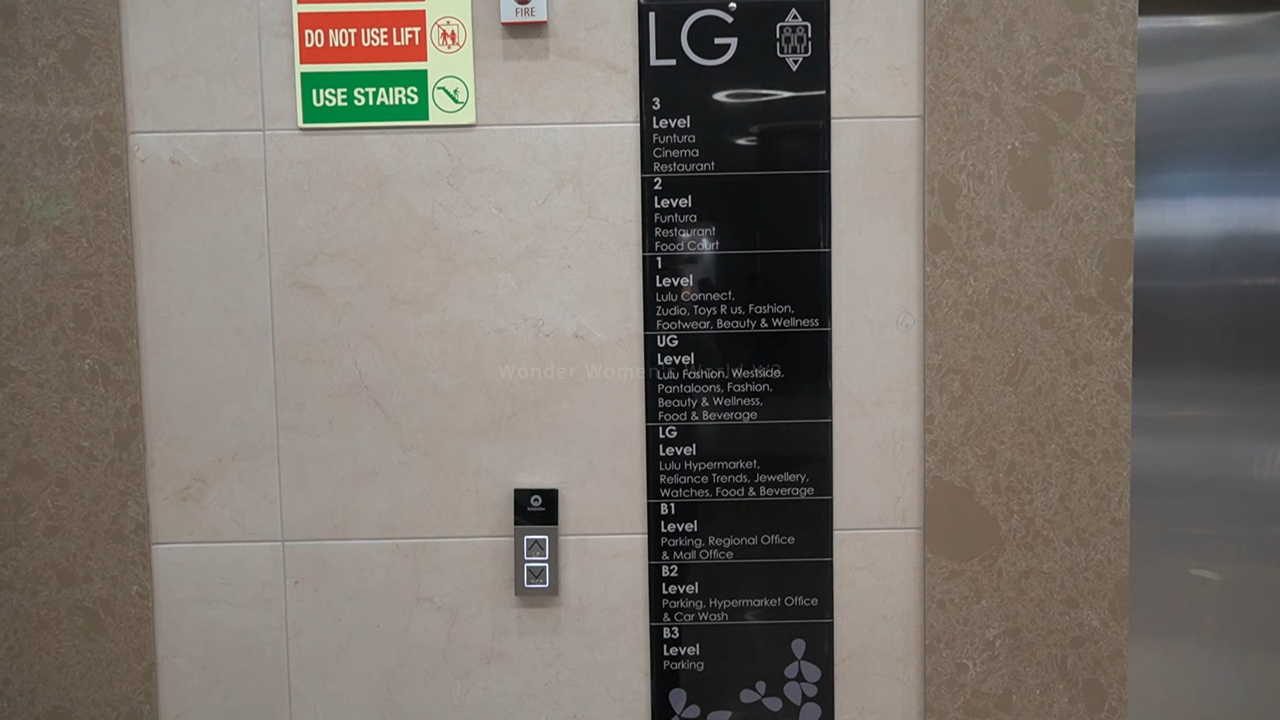 DO NOT USE LIFT
USE STAIRS
FIRE
LG
3
Level
Funtura
Cinema
Restaurant
2
Level
Funtura
Restaurant
Food Court
1
Level
Lulu Connect,
Zudio, Toys R us, Fashion,
Footwear, Beauty & Wellness
UG
Level
Lulu Fashion, Westside,
Pantaloons, Fashion,
Beauty & Wellness,
Food & Beverage
LG
Level
Lulu Hypermarket,
Reliance Trends, Jewellery,
Watches, Food & Beverage
B1
Level
Parking, Regional Office
& Mall Office
B2
Level
Parking, Hypermarket Office
& Car Wash
B3
Level
Parking
Wonder Women's World